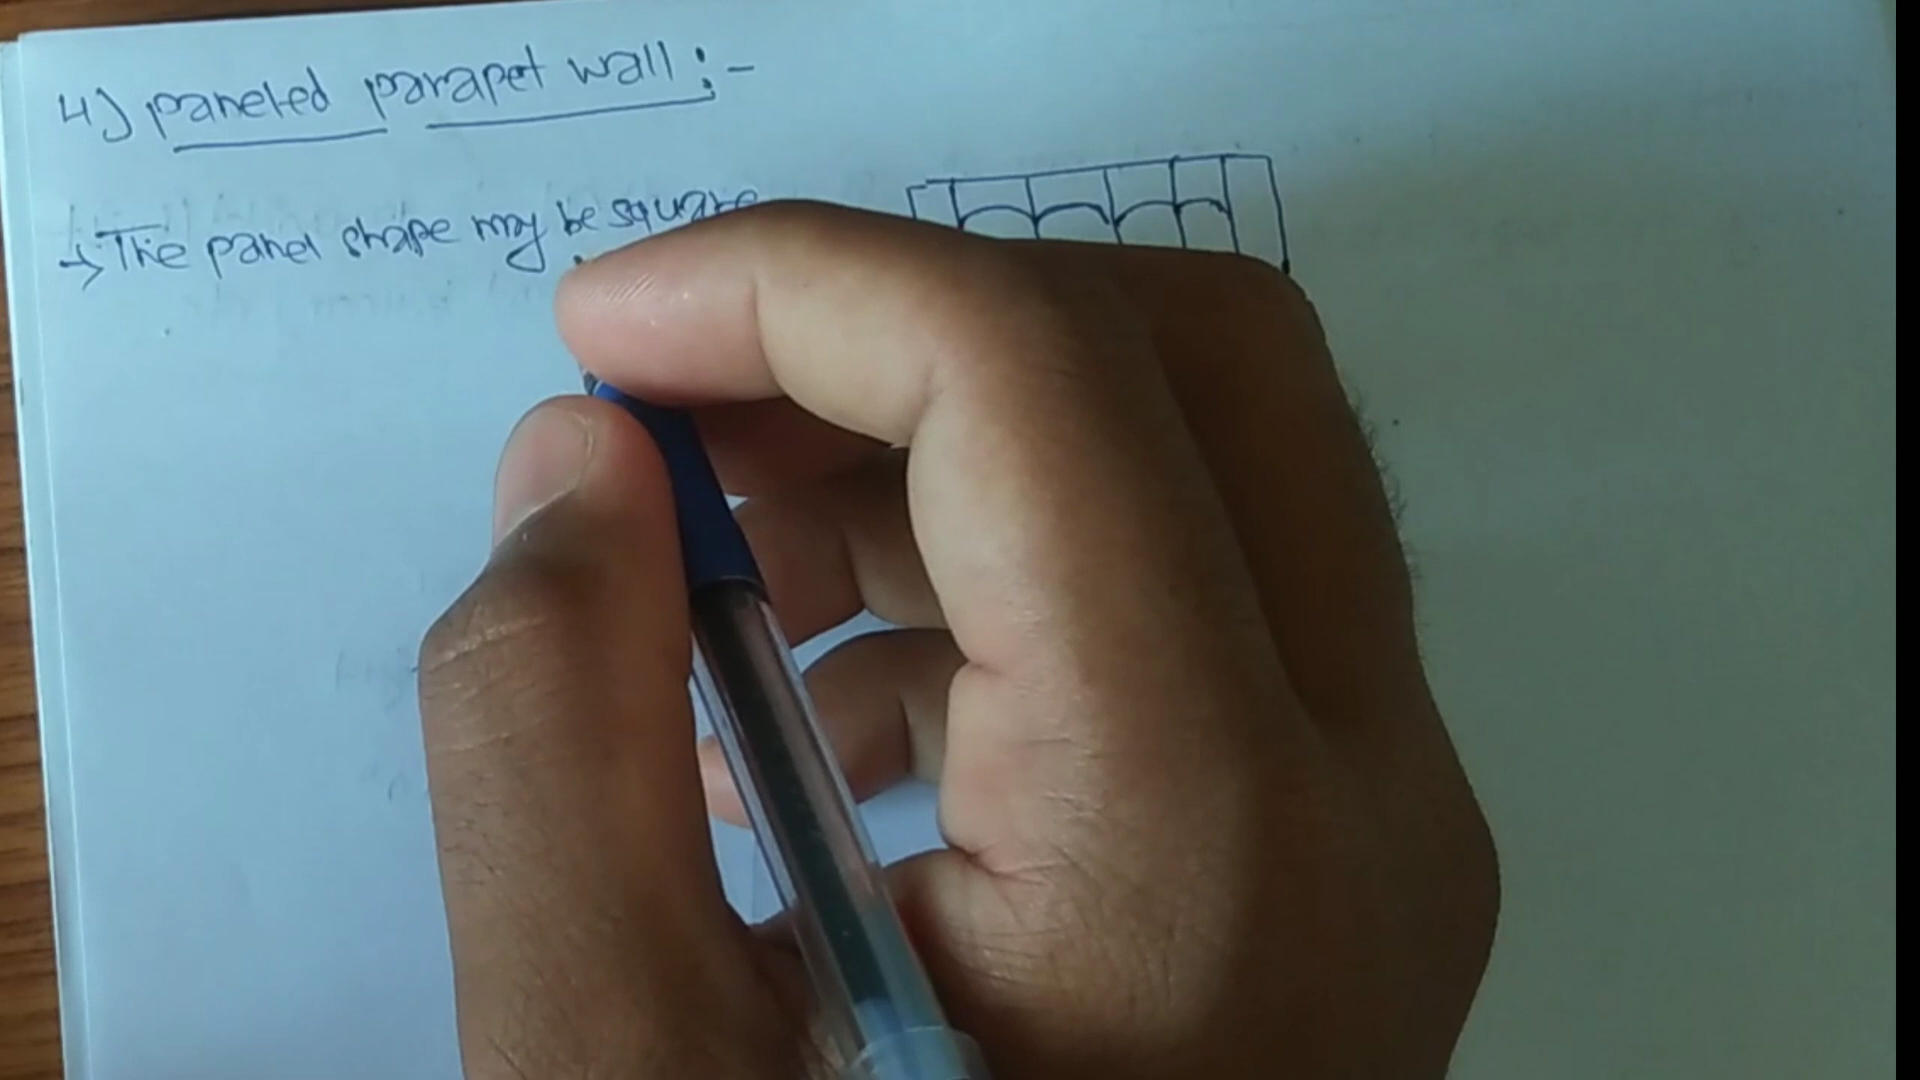 4) paneled parapet wall :-
→ The panel shape may be square